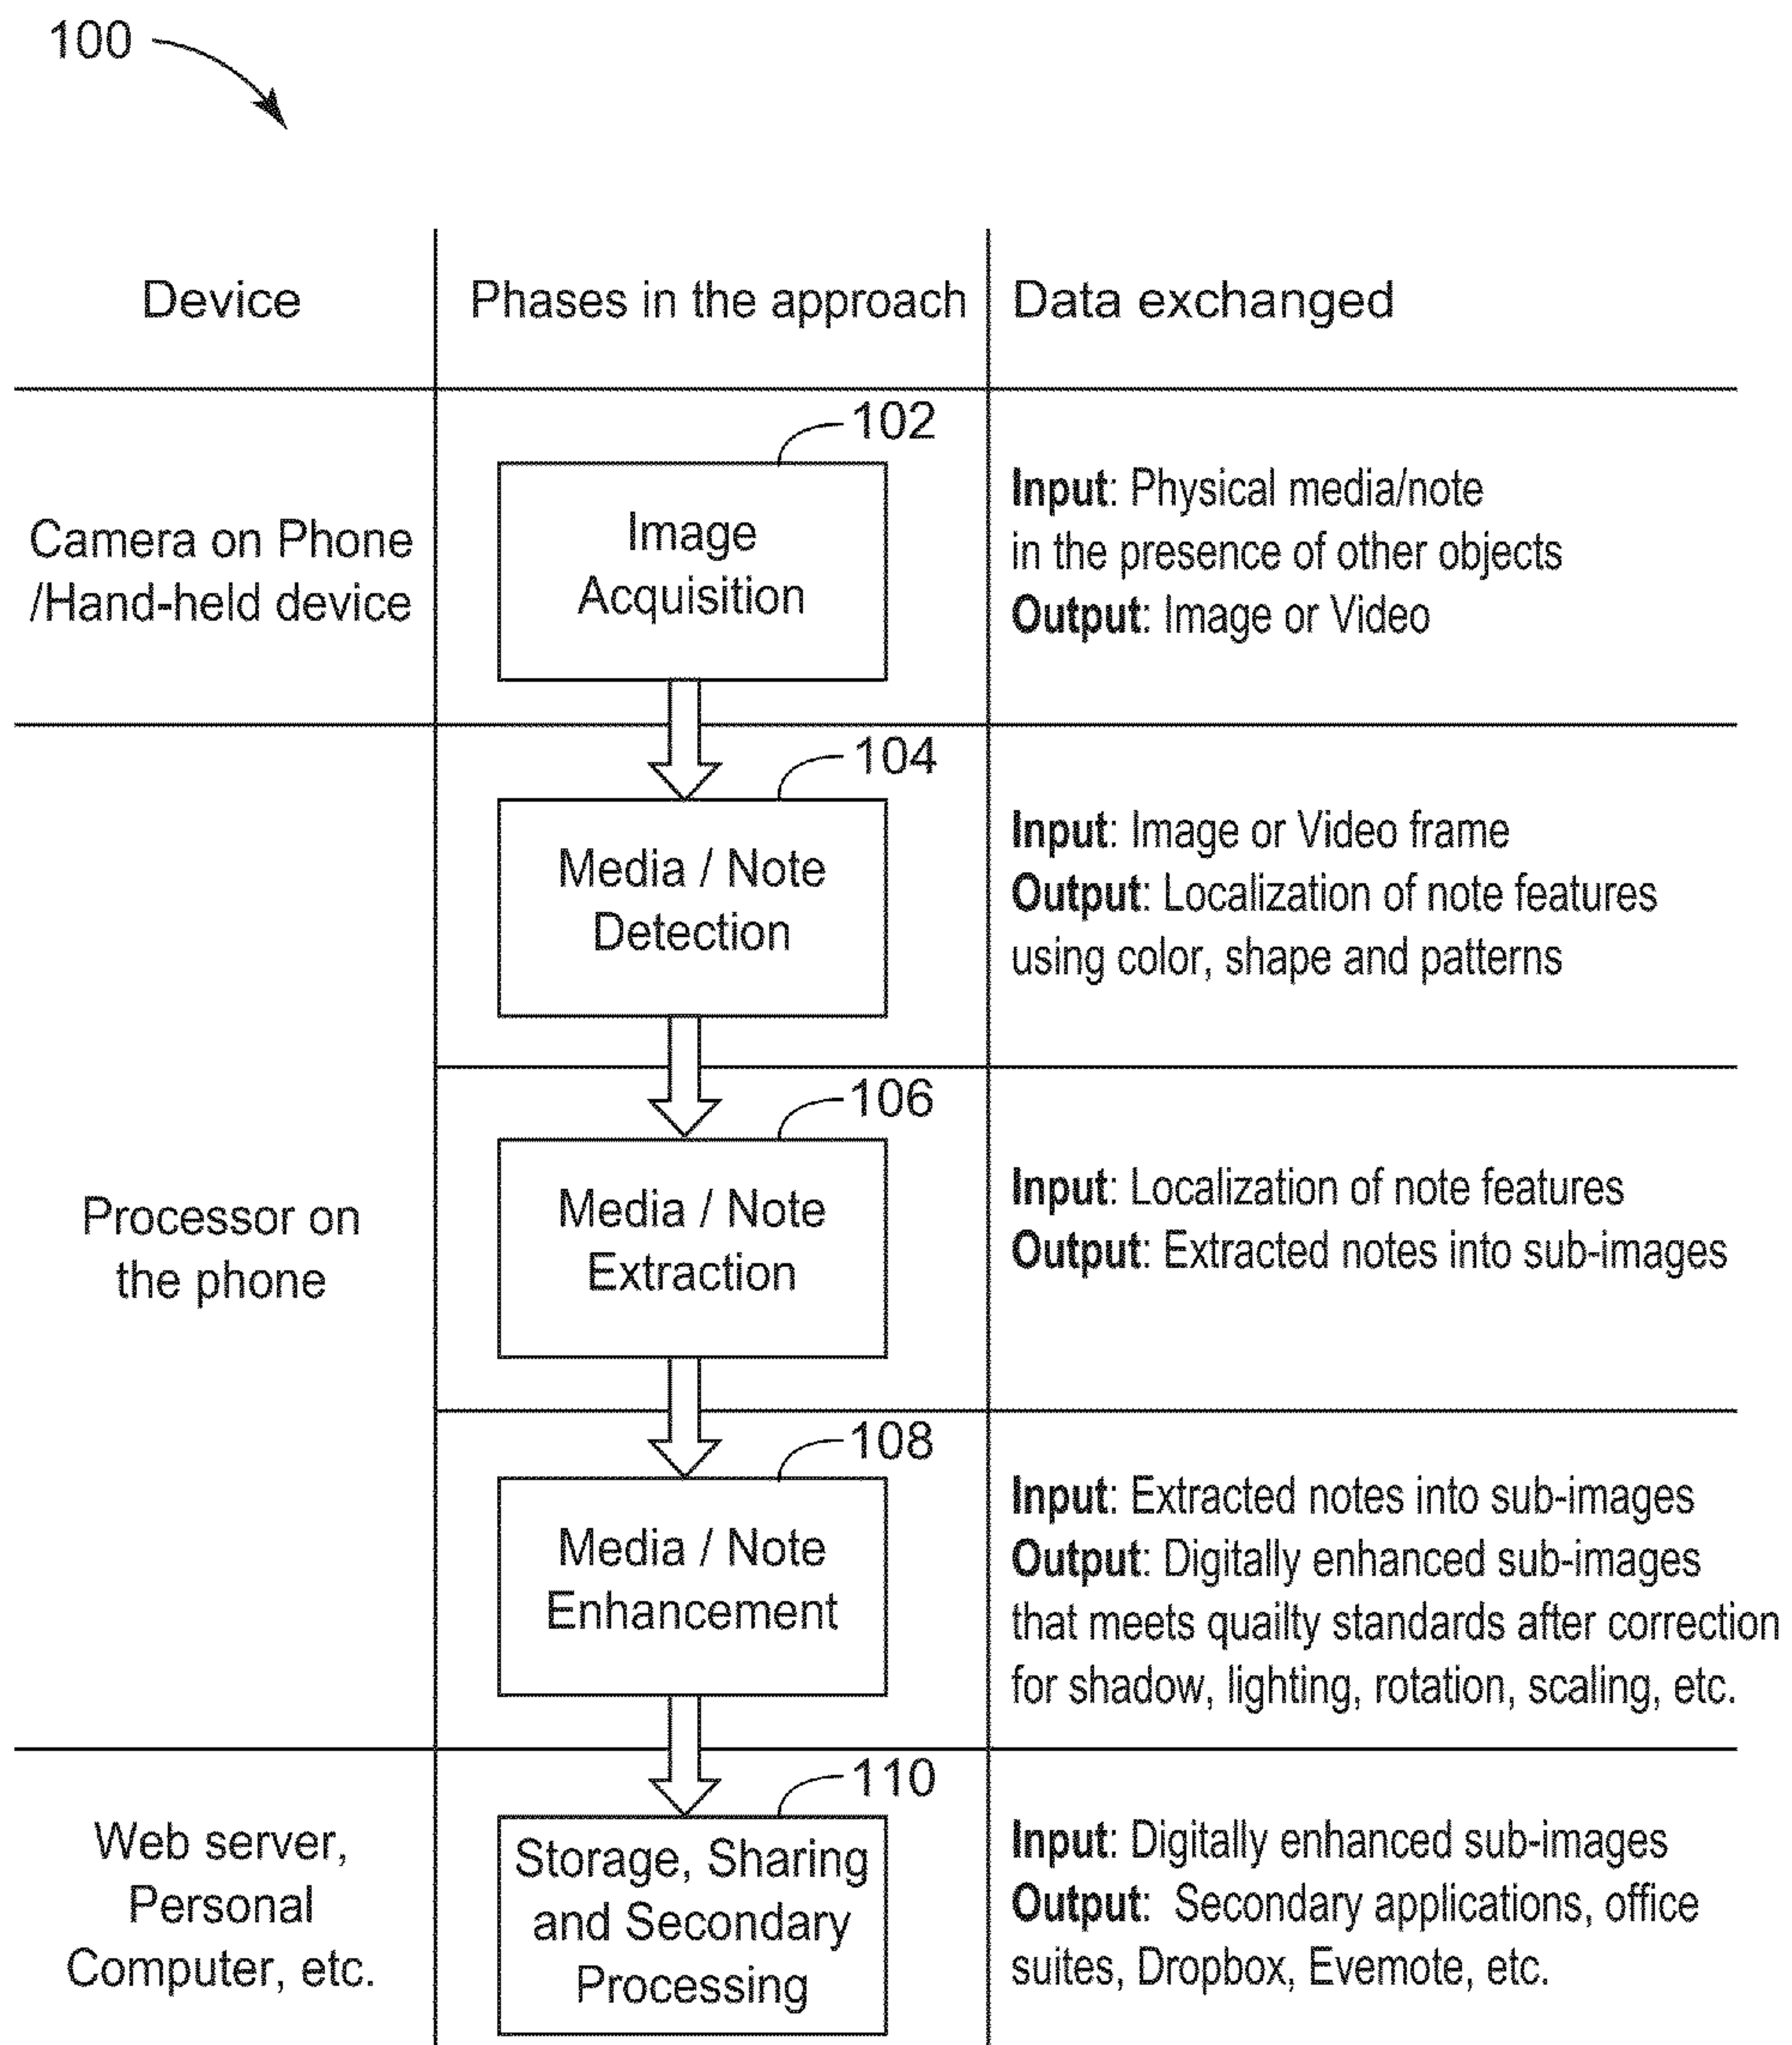 100
Device
Phases in the approach
Data exchanged
Camera on Phone
/Hand-held device
102
Image
Acquisition
Input: Physical media/note
in the presence of other objects
Output: Image or Video
Processor on
the phone
104
Media / Note
Detection
Input: Image or Video frame
Output: Localization of note features
using color, shape and patterns
106
Media / Note
Extraction
Input: Localization of note features
Output: Extracted notes into sub-images
108
Media / Note
Enhancement
Input: Extracted notes into sub-images
Output: Digitally enhanced sub-images
that meets quailty standards after correction
for shadow, lighting, rotation, scaling, etc.
Web server,
Personal
Computer, etc.
110
Storage, Sharing
and Secondary
Processing
Input: Digitally enhanced sub-images
Output: Secondary applications, office
suites, Dropbox, Evemote, etc.